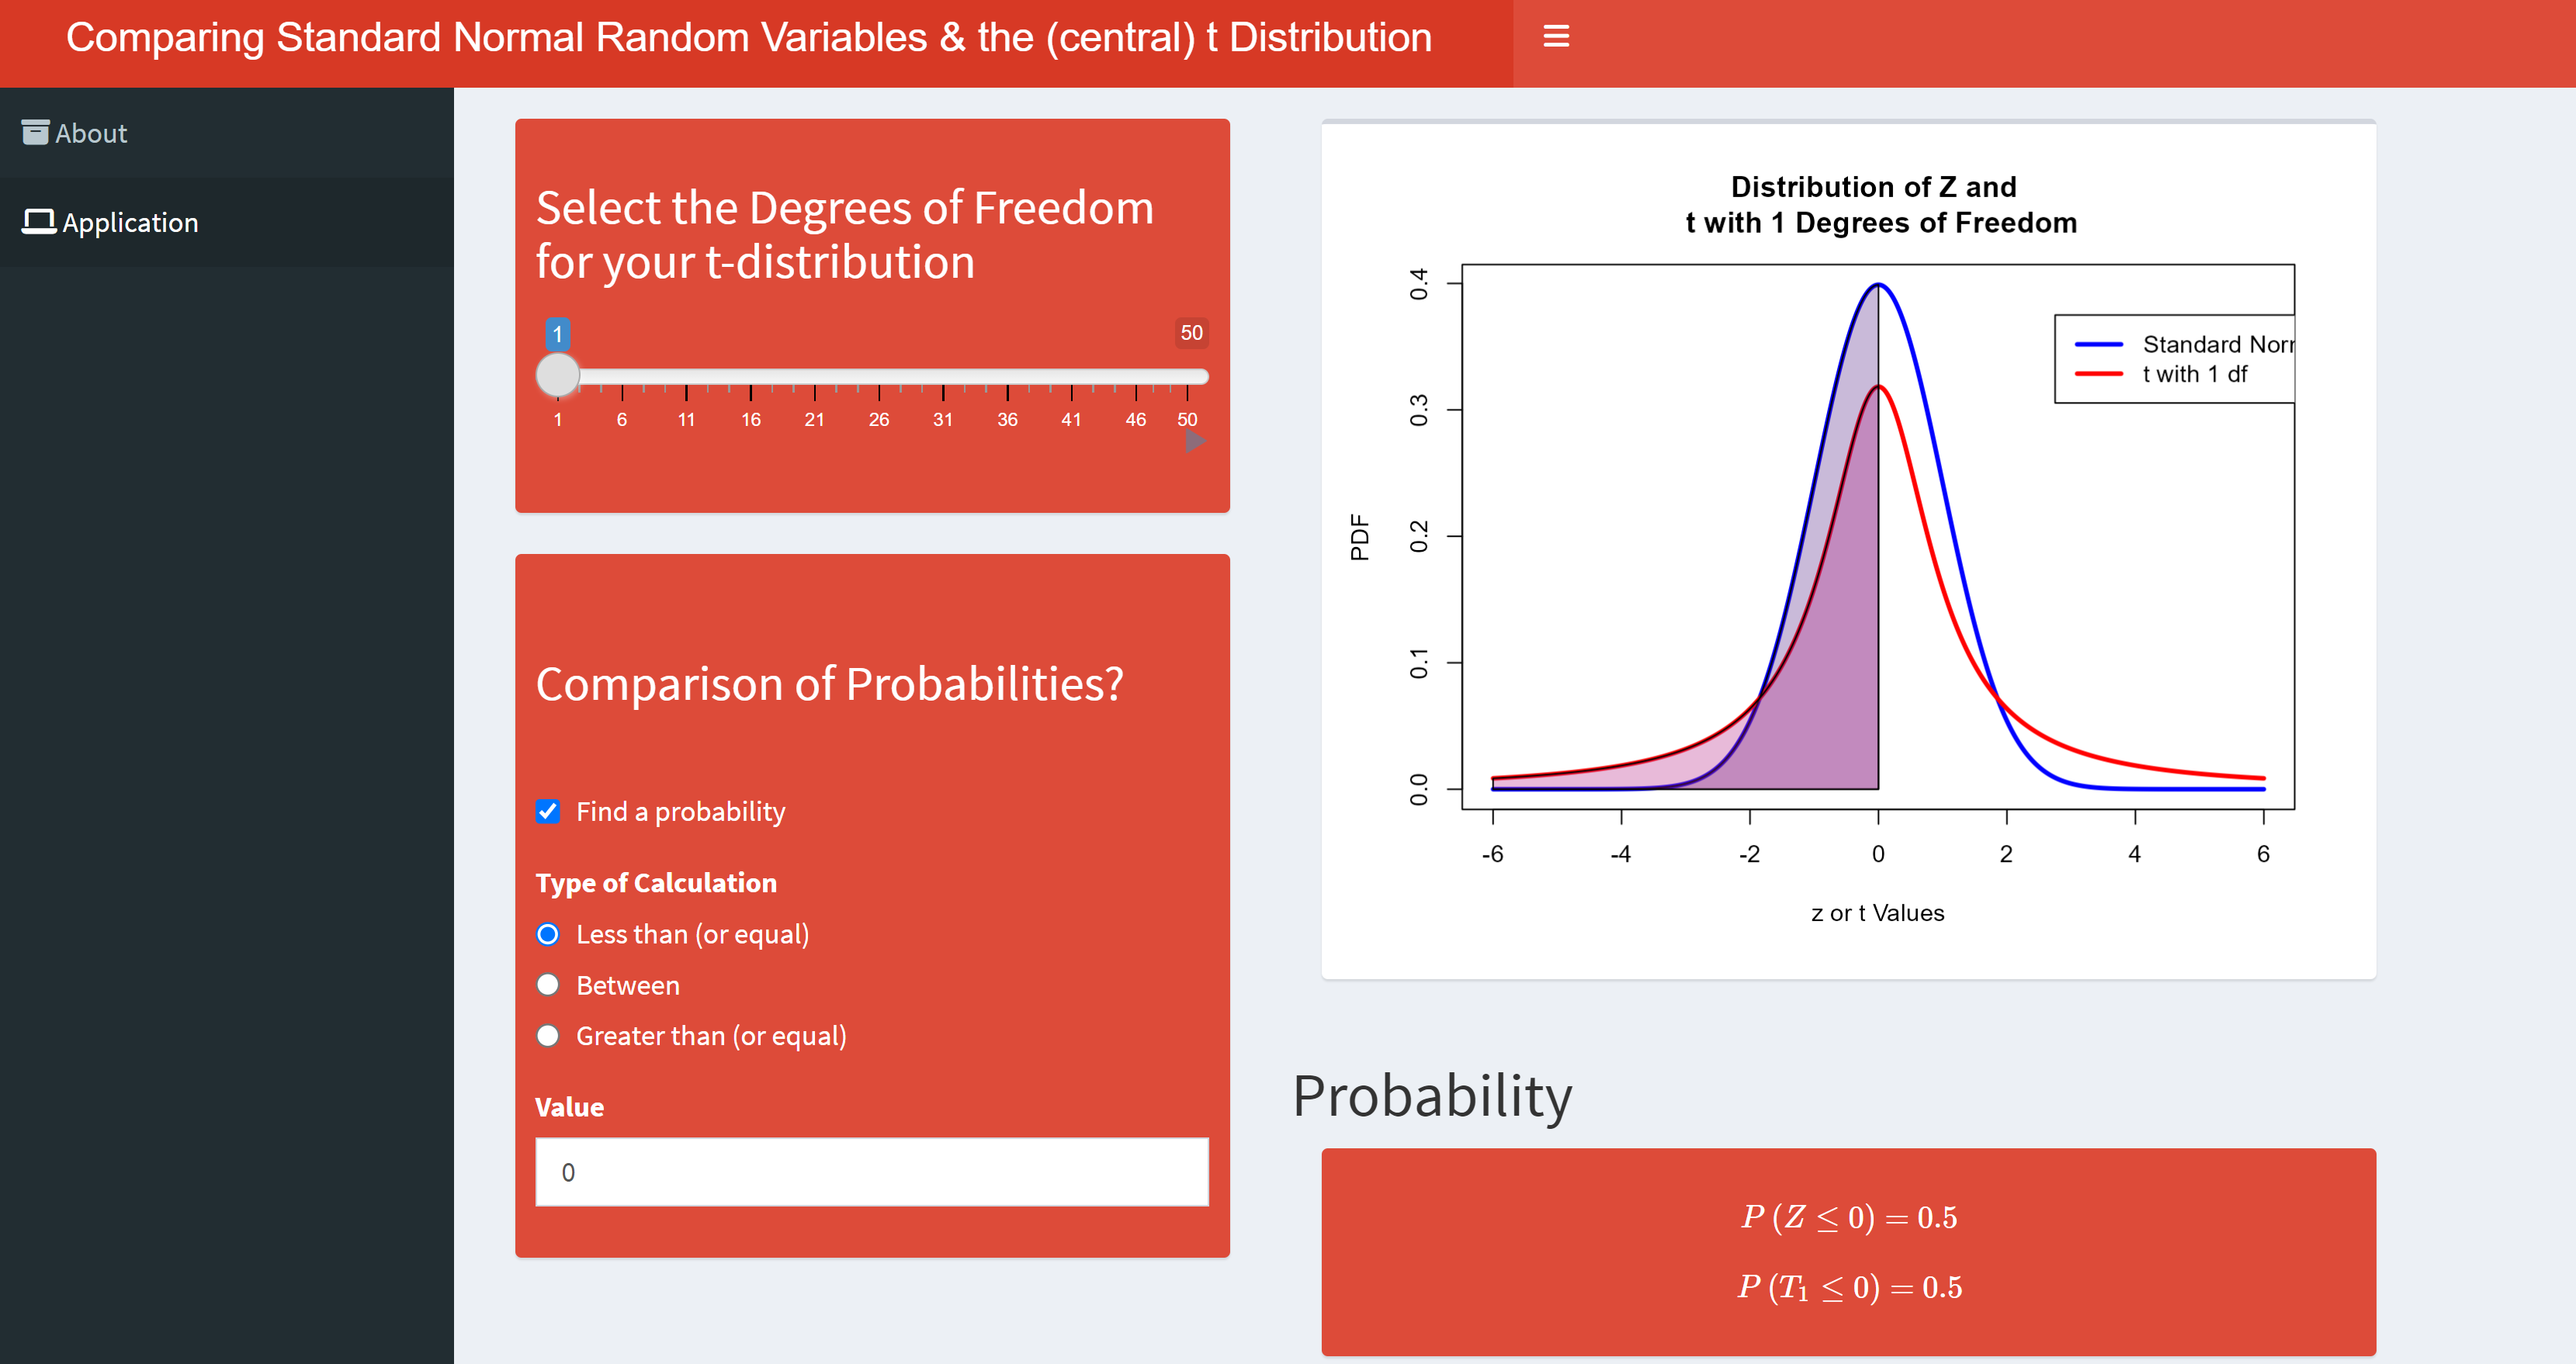 Comparing Standard Normal Random Variables & the (central) t Distribution
About
Application
Select the Degrees of Freedom
for your t-distribution
1
50
1 6 11 16 21 26 31 36 41 46 50
Comparison of Probabilities?
Find a probability
Type of Calculation
Less than (or equal)
Between
Greater than (or equal)
Value
0
Distribution of Z and
t with 1 Degrees of Freedom
Standard Norr
t with 1 df
PDF
0.4
0.3
0.2
0.1
0.0
-6 -4 -2 0 2 4 6
z or t Values
Probability
P (Z ≤ 0) = 0.5
P (T₁ ≤ 0) = 0.5